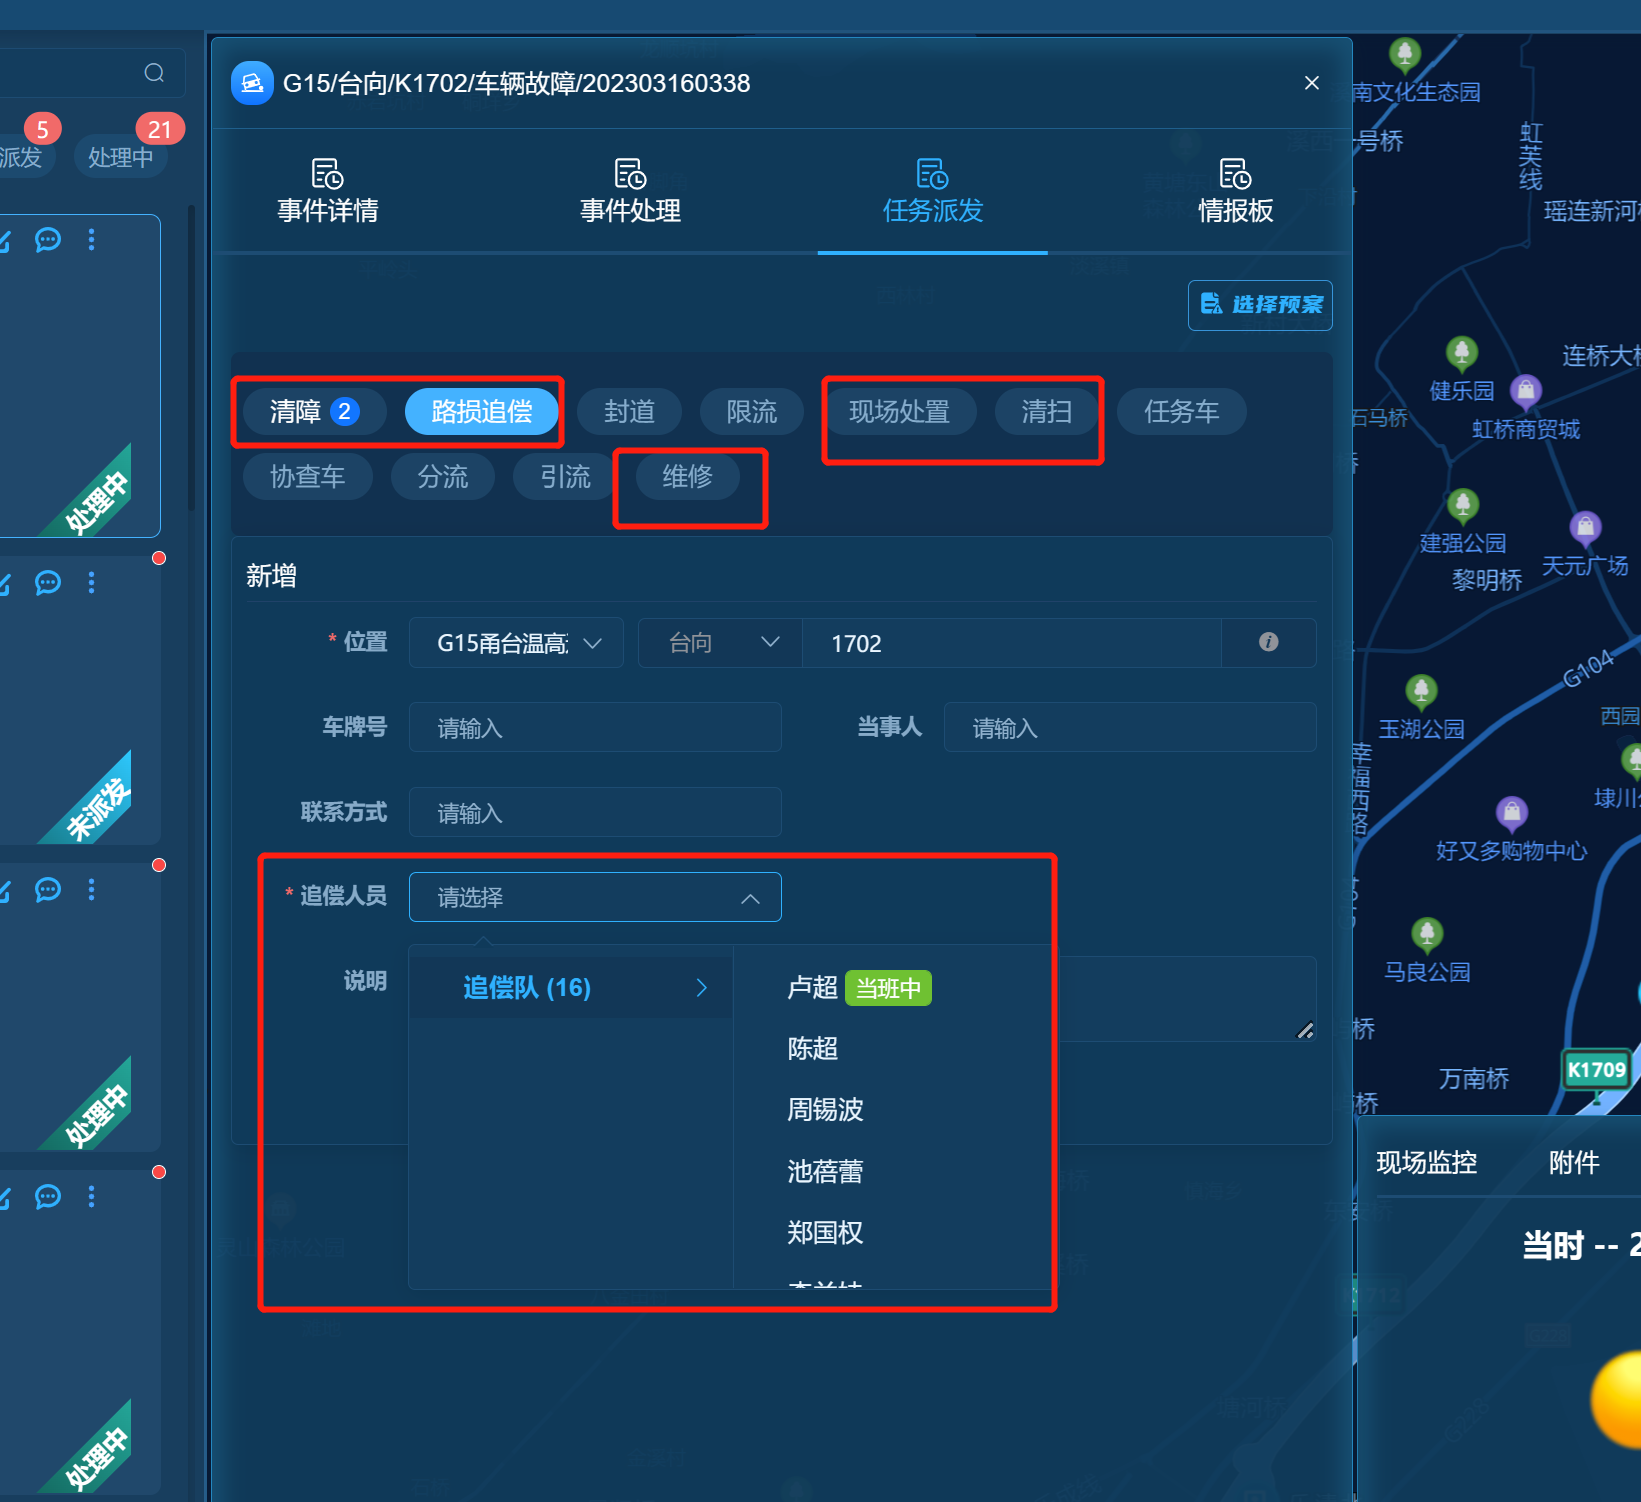 G15/台向/K1702/车辆故障/202303160338
5
21
派发
处理中
事件详情
事件处理
任务派发
情报板
选择预案
清障 2
路损追偿
封道
限流
现场处置
清扫
任务车
协查车
分流
引流
维修
处理中
新增
* 位置
G15甬台温高
台向
1702
车牌号
请输入
当事人
请输入
联系方式
请输入
未派发
* 追偿人员
请选择
说明
追偿队 (16)
卢超 当班中
陈超
周锡波
池蓓蕾
郑国权
处理中
处理中
南文化生态园
一号桥
虹芙线
瑶连新河
连桥大
健乐园
石马桥
虹桥商贸城
建强公园
天元广场
黎明桥
G104
玉湖公园
西园
幸福西路
埭川
好又多购物中心
马良公园
桥
万南桥
K1709
桥
现场监控
附件
当时 -- 2